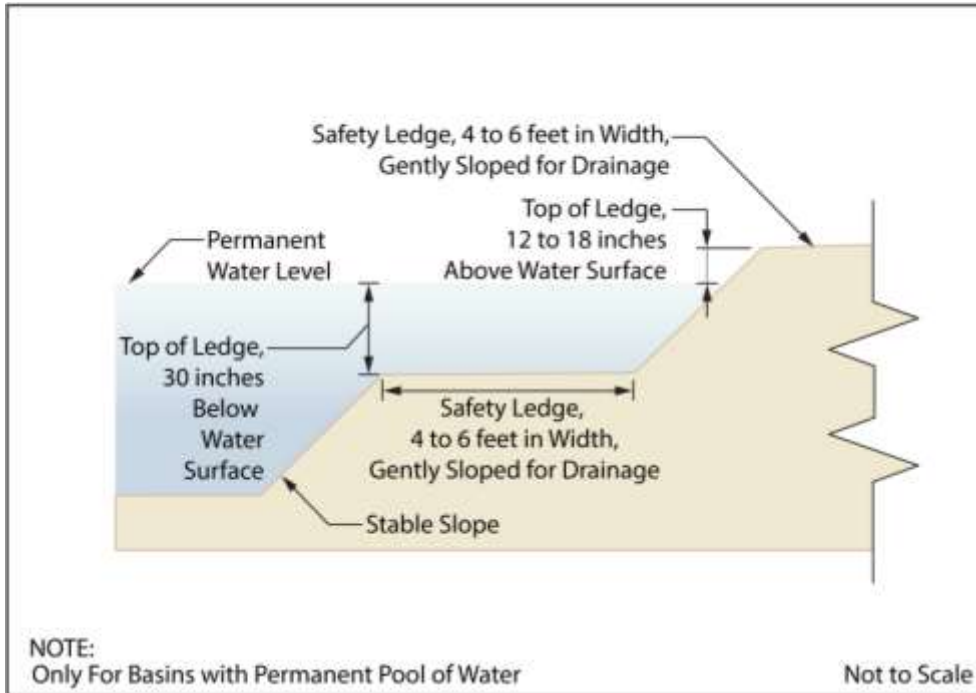 Safety Ledge, 4 to 6 feet in Width,
Gently Sloped for Drainage
Top of Ledge,
12 to 18 inches
Above Water Surface
Permanent
Water Level
Top of Ledge,
30 inches
Below
Water
Surface
Safety Ledge,
4 to 6 feet in Width,
Gently Sloped for Drainage
Stable Slope
NOTE:
Only For Basins with Permanent Pool of Water
Not to Scale